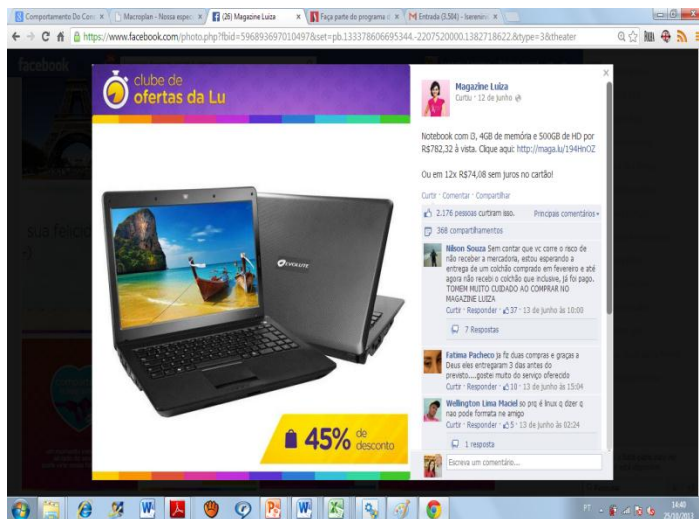 Comportamento Do Con
Macroplan - Nossa espec
(26) Magazine Luiza
Faça parte do programa d
Entrada (3.504)
https://www.facebook.com/photo.php?fbid=596893697010497&set=pb.133378606695344.-2207520000.1382718622.&type=3&theater
facebook
clube de
ofertas da Lu
EVOLUTE
45% de
desconto
Magazine Luiza
Curtiu · 12 de junho
Notebook com i3, 4GB de memória e 500GB de HD por
R$782,32 à vista. Clique aqui: http://maga.lu/194HnOZ
Ou em 12x R$74,08 sem juros no cartão!
Curtir · Comentar · Compartilhar
2.176 pessoas curtiram isso. Principais comentários
368 compartilhamentos
Nilson Souza Sem contar que vc corre o risco de
não receber a mercadoria, estou esperando a
entrega de um colchão comprado em fevereiro e até
agora não recebi o colchão que inclusive, já foi pago.
TOMEM MUITO CUIDADO AO COMPRAR NO
MAGAZINE LUIZA
Curtir · Responder · 37 · 13 de junho às 10:00
7 Respostas
Fatima Pacheco ja fiz duas compras e graças a
Deus eles entregaram 3 dias antes do
previsto....gostei muito do serviço oferecido
Curtir · Responder · 10 · 13 de junho às 15:04
Wellington Lima Maciel so prq é linux q dizer q
nao pode formata ne amigo
Curtir · Responder · 5 · 13 de junho às 02:24
1 resposta
Escreva um comentário...
sua felici
PT
14:40
25/10/2013